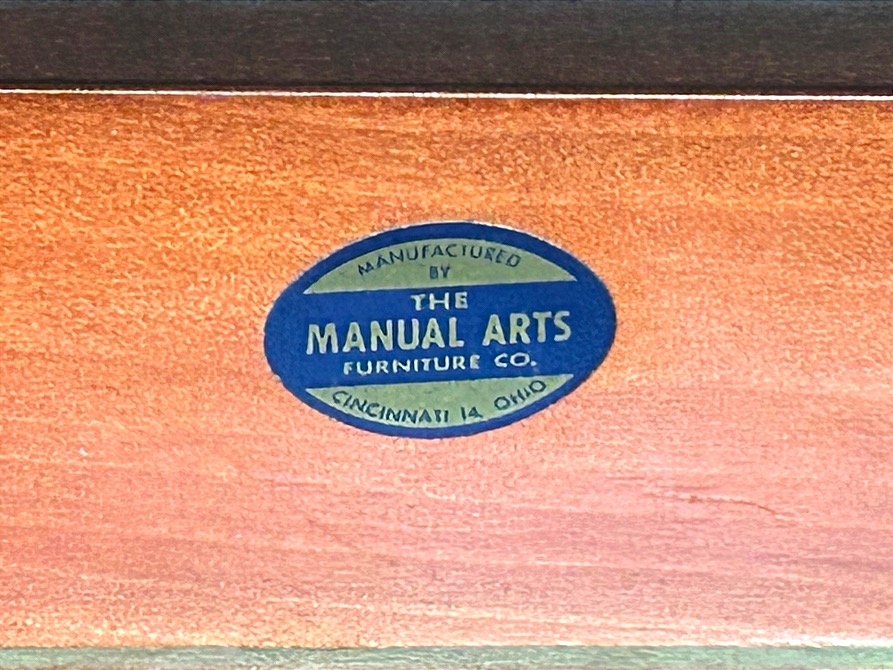 MANUFACTURED
BY
THE
MANUAL ARTS
FURNITURE CO.
CINCINNATI 14, OHIO